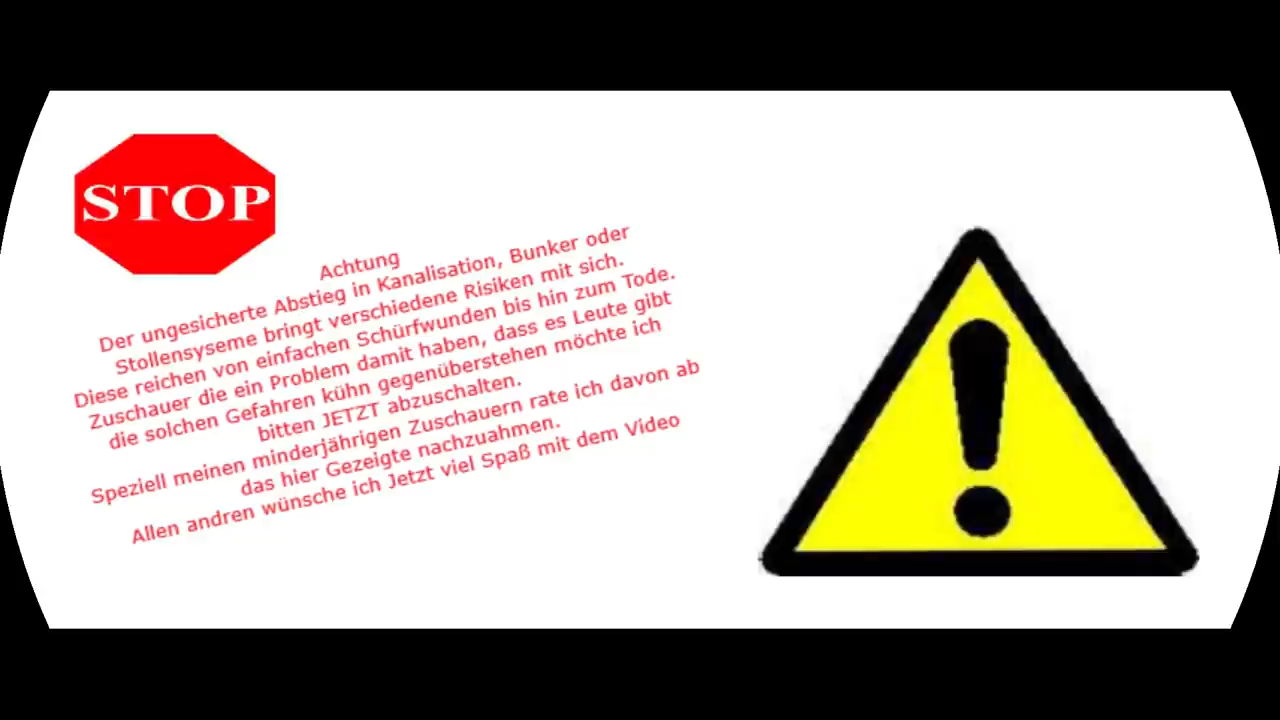 STOP
Achtung
Der ungesicherte Abstieg in Kanalisation, Bunker oder
Stollensyseme bringt verschiedene Risiken mit sich.
Diese reichen von einfachen Schürfwunden bis hin zum Tode.
Zuschauer die ein Problem damit haben, dass es Leute gibt
die solchen Gefahren kühn gegenüberstehen möchte ich
bitten JETZT abzuschalten.
Speziell meinen minderjährigen Zuschauern rate ich davon ab
das hier Gezeigte nachzuahmen.
Allen andren wünsche ich Jetzt viel Spaß mit dem Video